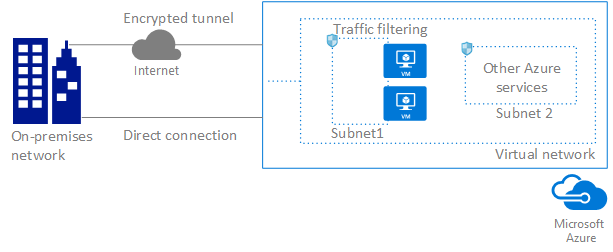 Encrypted tunnel
Internet
On-premises
network
Direct connection
Traffic filtering
VM
VM
Subnet1
Other Azure
services
Subnet 2
Virtual network
Microsoft
Azure